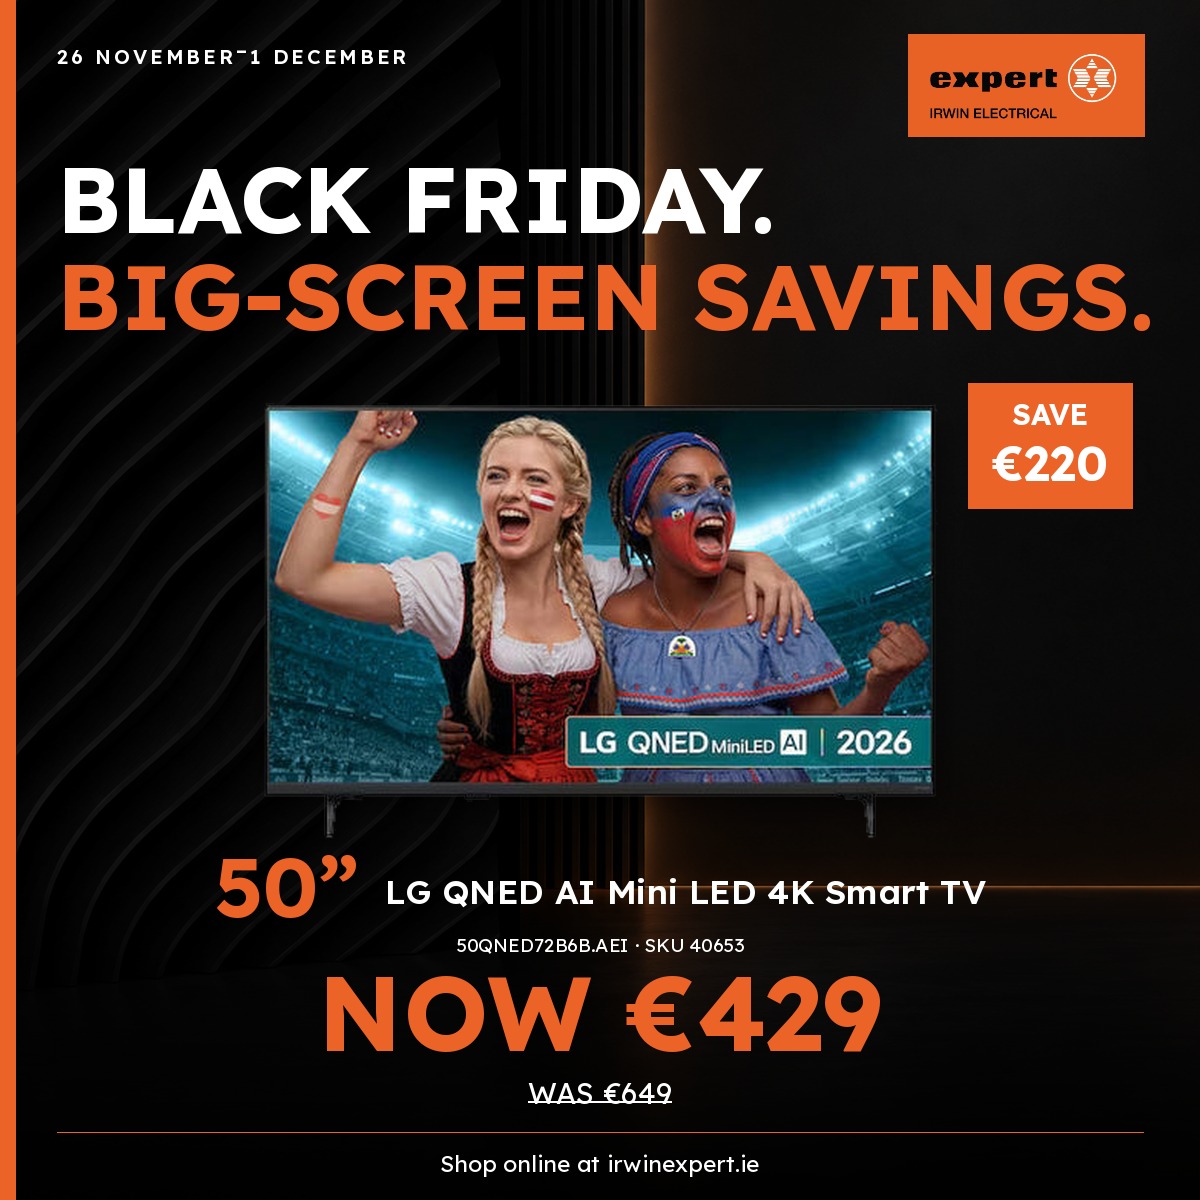 26 NOVEMBER–1 DECEMBER
expert
IRWIN ELECTRICAL
BLACK FRIDAY.
BIG-SCREEN SAVINGS.
SAVE
€220
LG QNED MiniLED AI | 2026
50” LG QNED AI Mini LED 4K Smart TV
50QNED72B6B.AEI · SKU 40653
NOW €429
WAS €649
Shop online at irwinexpert.ie